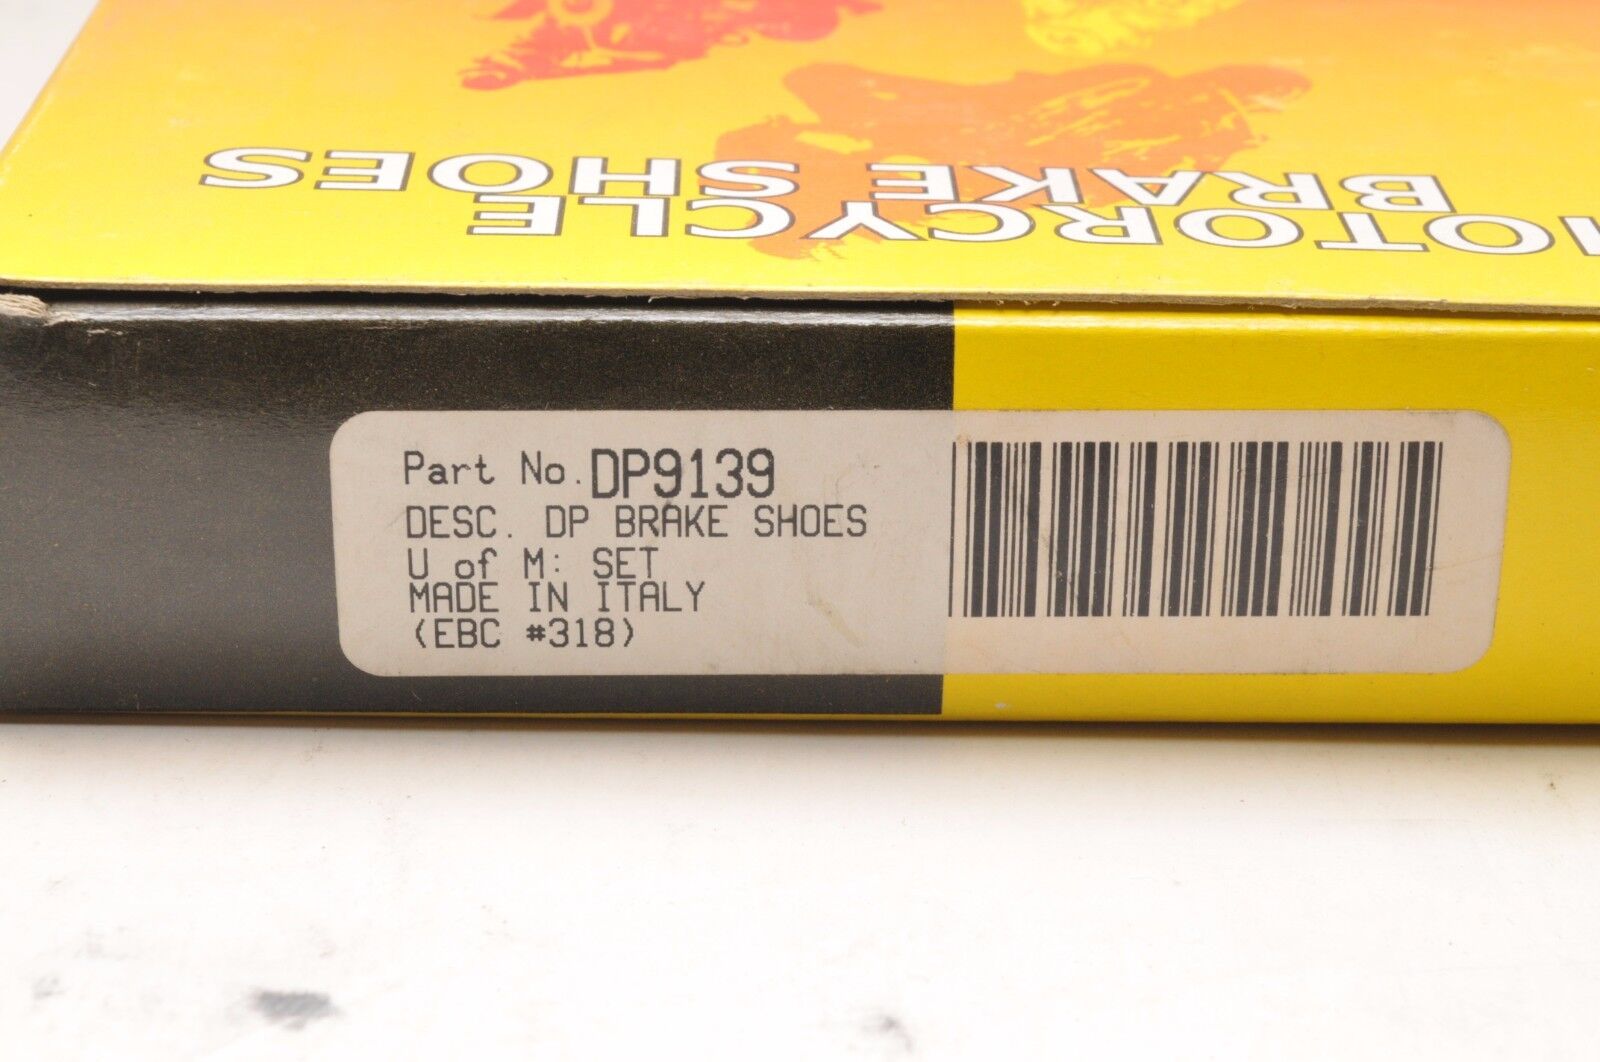 MOTORCYCLE
BRAKE SHOES
Part No. DP9139
DESC. DP BRAKE SHOES
U of M: SET
MADE IN ITALY
(EBC #318)